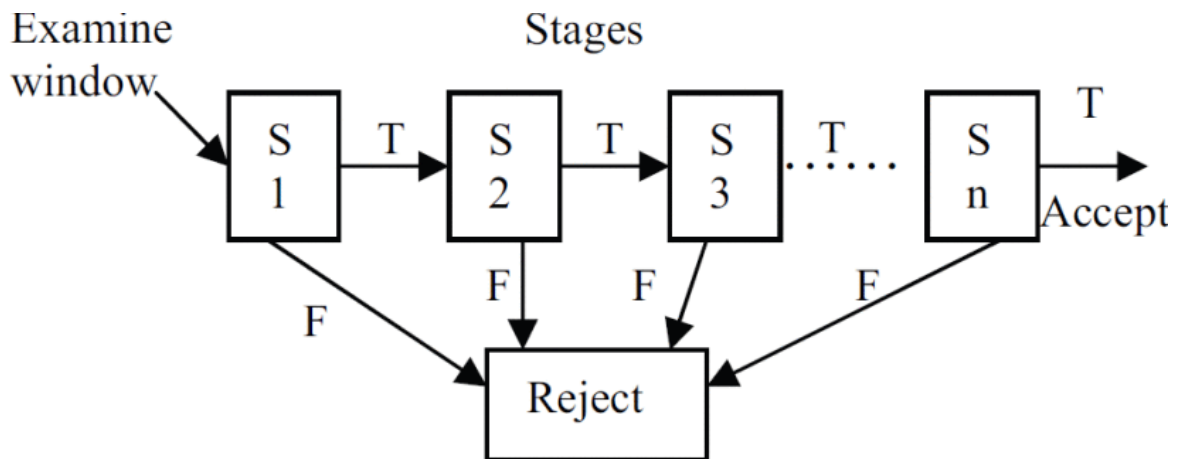 Examine
window
Stages
S
1
T
S
2
T
S
3
T
......
S
n
T
Accept
F
F
F
F
Reject